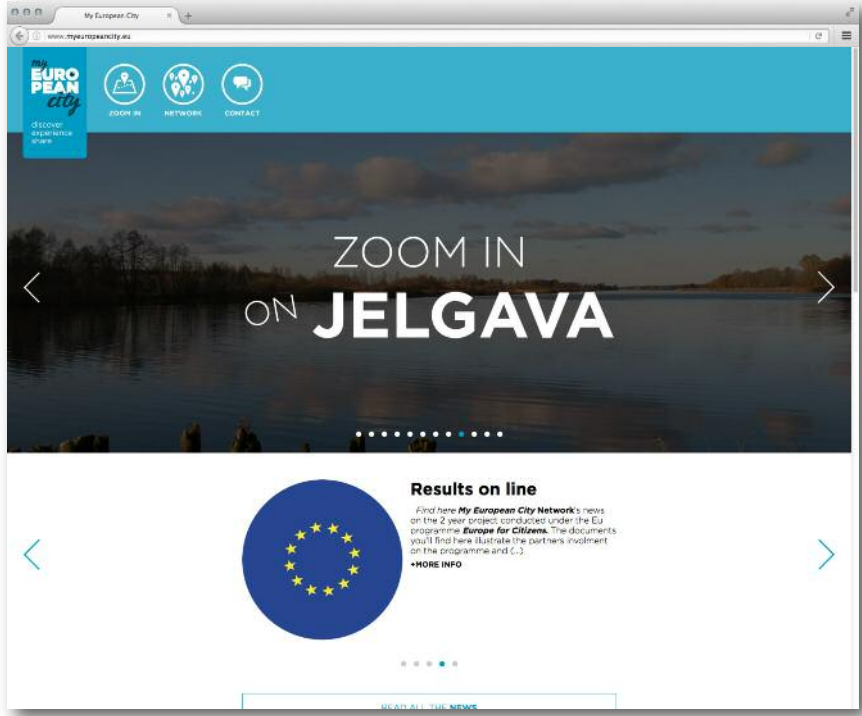 My European City
www.myeuropeancity.eu
my
EURO
PEAN
city
discover
experience
share
ZOOM IN
NETWORK
CONTACT
ZOOM IN
ON JELGAVA
Results on line
Find here My European City Network's news
on the 2 year project conducted under the Eu
programme Europe for Citizens. The documents
you'll find here illustrate the partners involment
on the programme and (...)
+MORE INFO
READ ALL THE NEWS